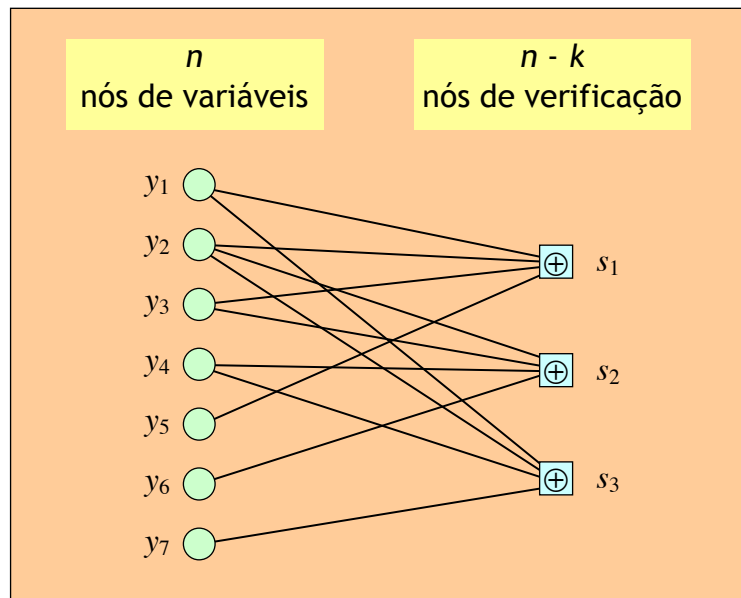 n
nós de variáveis
n - k
nós de verificação
y1
y2
y3
y4
y5
y6
y7
s1
s2
s3